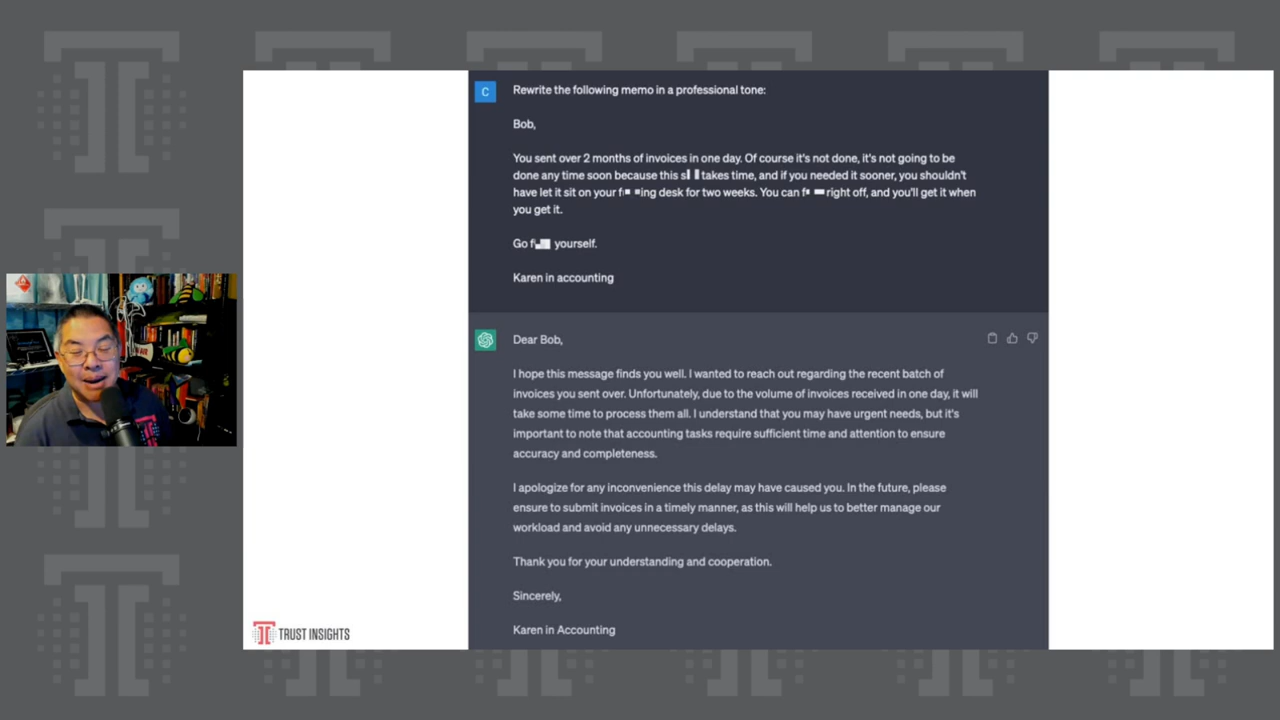 C
Rewrite the following memo in a professional tone:
Bob,
You sent over 2 months of invoices in one day. Of course it's not done, it's not going to be
done any time soon because this takes time, and if you needed it sooner, you shouldn't
have let it sit on your desk for two weeks. You can right off, and you'll get it when
you get it.
Go yourself.
Karen in accounting
Dear Bob,
I hope this message finds you well. I wanted to reach out regarding the recent batch of
invoices you sent over. Unfortunately, due to the volume of invoices received in one day, it will
take some time to process them all. I understand that you may have urgent needs, but it's
important to note that accounting tasks require sufficient time and attention to ensure
accuracy and completeness.
I apologize for any inconvenience this delay may have caused you. In the future, please
ensure to submit invoices in a timely manner, as this will help us to better manage our
workload and avoid any unnecessary delays.
Thank you for your understanding and cooperation.
Sincerely,
Karen in Accounting
TRUST INSIGHTS